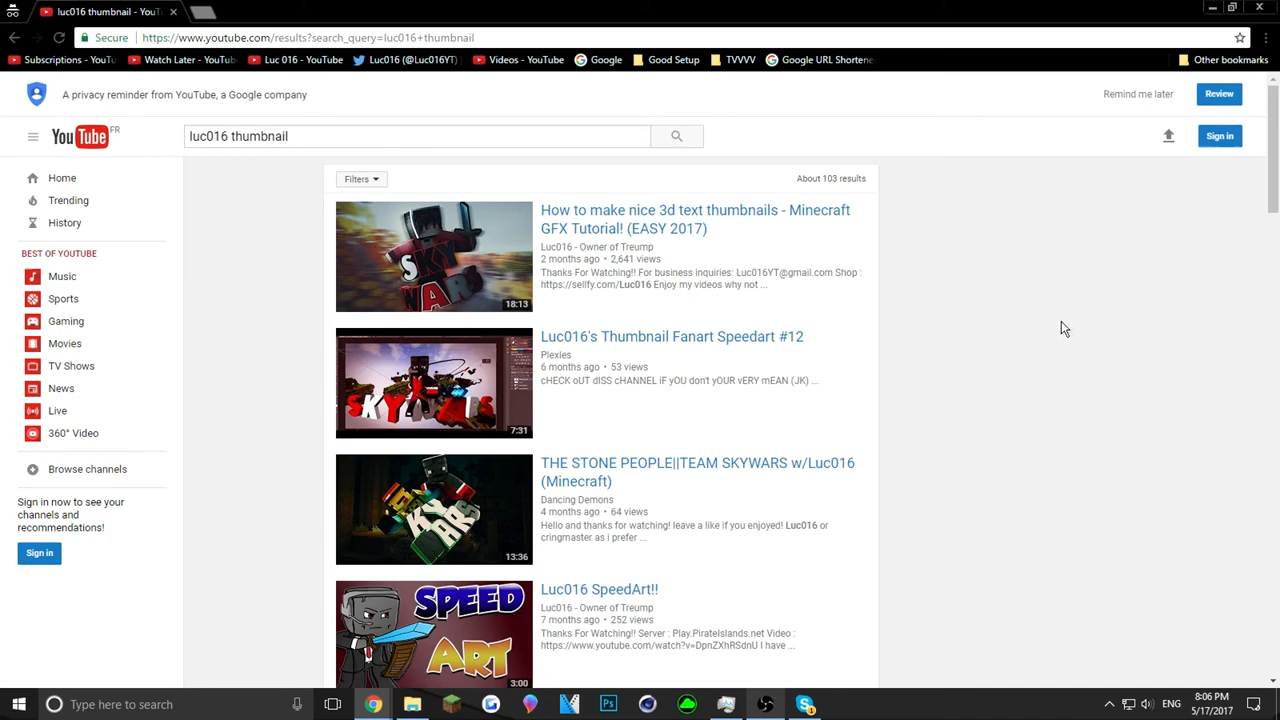 luc016 thumbnail - YouT
Secure
https://www.youtube.com/results?search_query=luc016+thumbnail
Subscriptions - YouTu
Watch Later - YouTub
Luc 016 - YouTube
Luc016 (@Luc016YT)
Videos - YouTube
Google
Good Setup
TVVVV
Google URL Shortene
Other bookmarks
A privacy reminder from YouTube, a Google company
Remind me later
Review
YouTube FR
luc016 thumbnail
Sign in
Home
Trending
History
BEST OF YOUTUBE
Music
Sports
Gaming
Movies
TV Shows
News
Live
360° Video
Browse channels
Sign in now to see your
channels and
recommendations!
Sign in
Filters
About 103 results
SKY
WAR
18:13
How to make nice 3d text thumbnails - Minecraft
GFX Tutorial! (EASY 2017)
Luc016 - Owner of Treump
2 months ago • 2,641 views
Thanks For Watching!! For business inquiries: Luc016YT@gmail.com Shop :
https://sellfy.com/Luc016 Enjoy my videos why not ...
SKYWARS
7:31
Luc016's Thumbnail Fanart Speedart #12
Plexles
6 months ago • 53 views
cHECK oUT dISS cHANNEL iF yOU don't yOUR vERY mEAN (JK) ...
SKY
WARS
13:36
THE STONE PEOPLE||TEAM SKYWARS w/Luc016
(Minecraft)
Dancing Demons
4 months ago • 64 views
Hello and thanks for watching! leave a like if you enjoyed! Luc016 or
cringmaster as i prefer ...
SPEED
ART
3:00
Luc016 SpeedArt!!
Luc016 - Owner of Treump
7 months ago • 252 views
Thanks For Watching!! Server : Play.PirateIslands.net Video :
https://www.youtube.com/watch?v=DpnZXhRSdnU I have ...
Type here to search
Ps
ENG
8:06 PM
5/17/2017